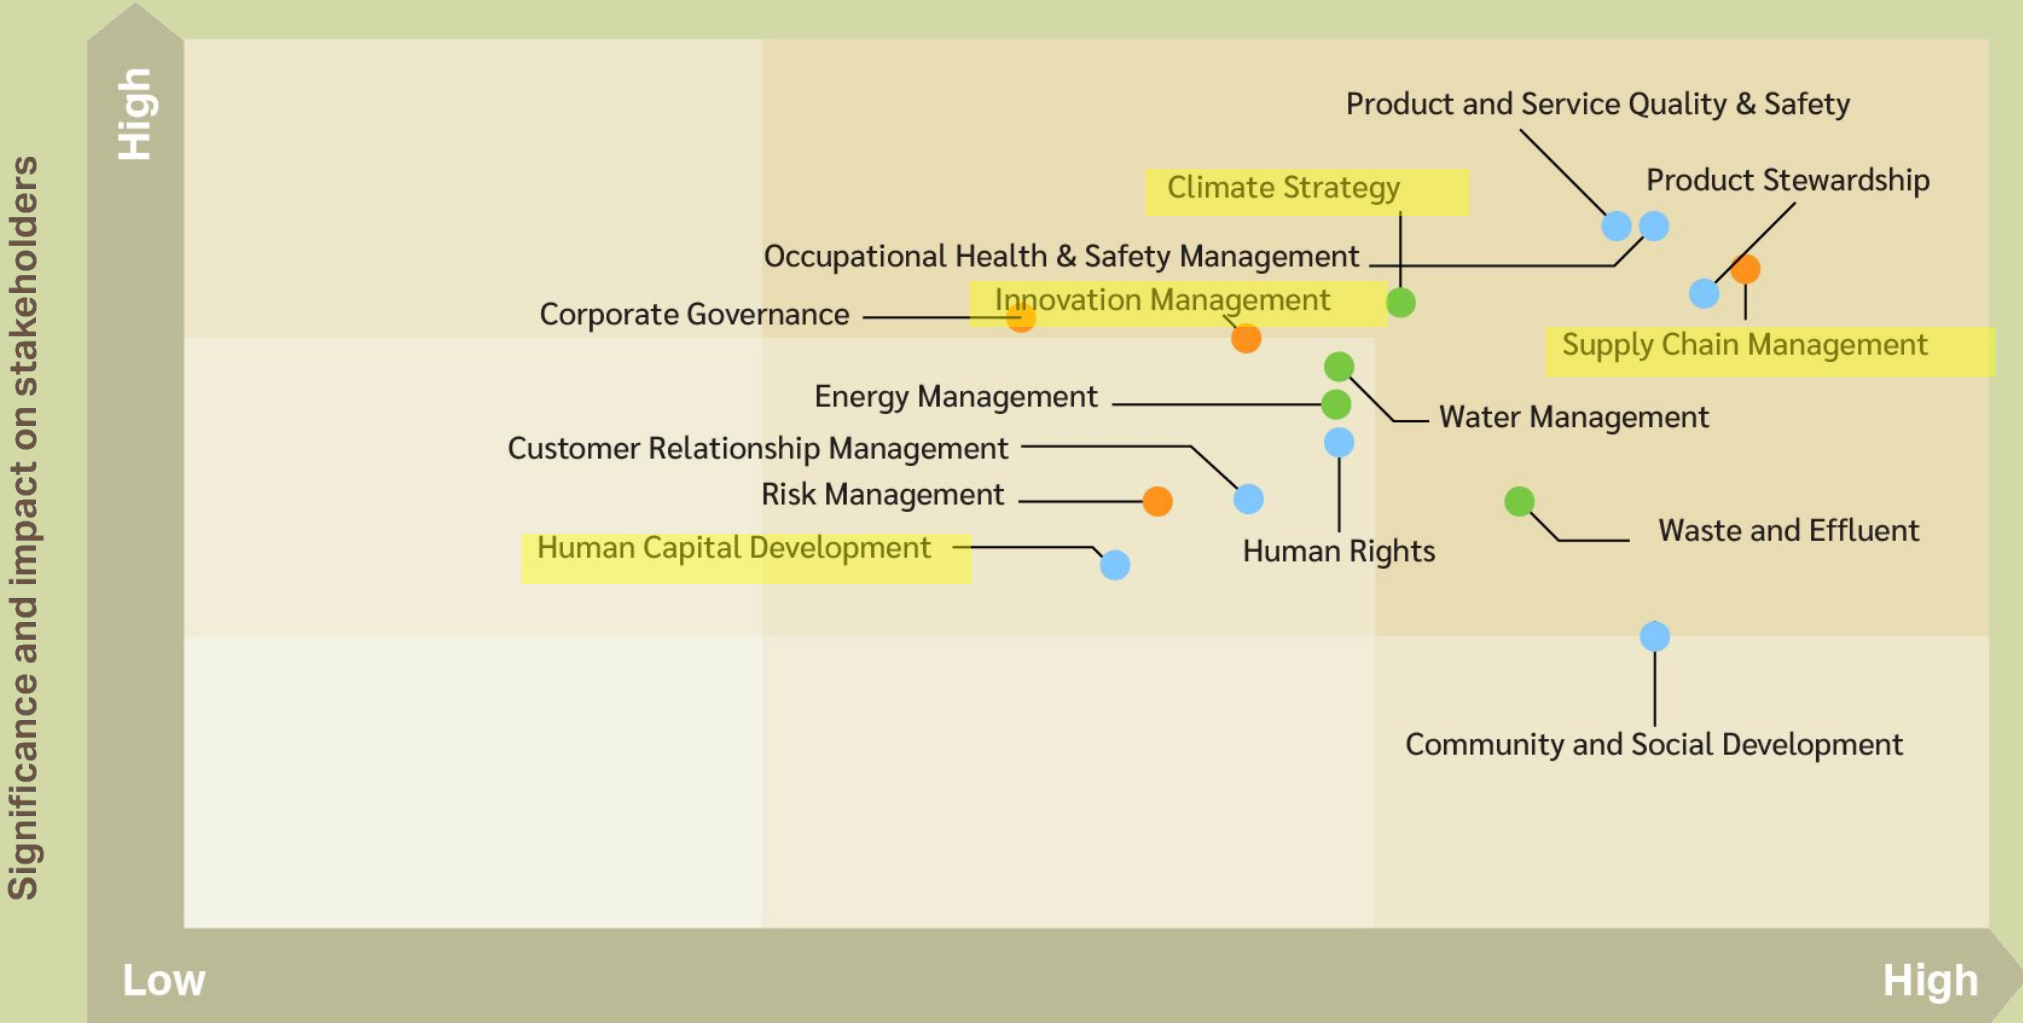 Significance and impact on stakeholders
High
Product and Service Quality & Safety
Climate Strategy
Product Stewardship
Occupational Health & Safety Management
Innovation Management
Corporate Governance
Supply Chain Management
Energy Management
Water Management
Customer Relationship Management
Risk Management
Human Capital Development
Human Rights
Waste and Effluent
Community and Social Development
Low
High